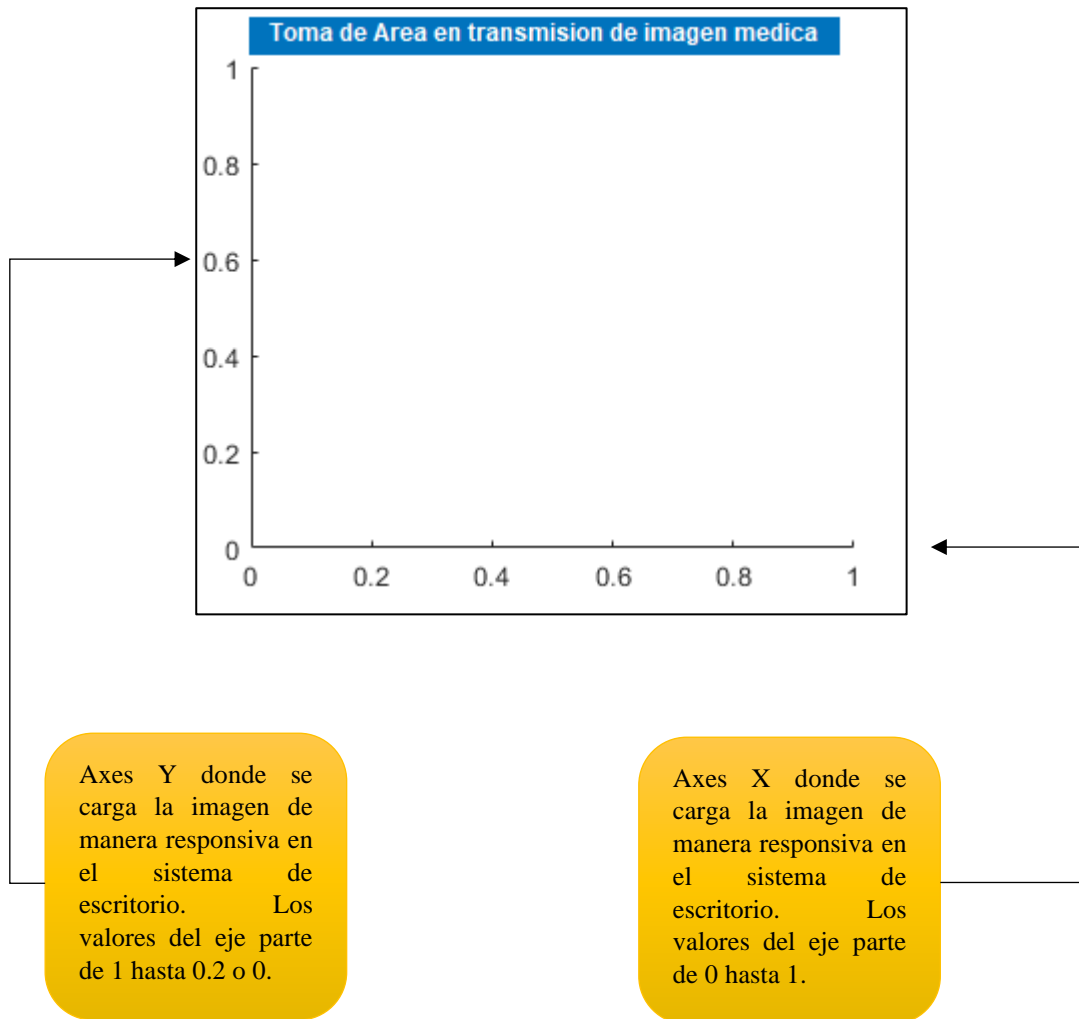 Toma de Area en transmision de imagen medica
1
0.8
0.6
0.4
0.2
0
0 0.2 0.4 0.6 0.8 1
Axes Y donde se
carga la imagen de
manera responsiva en
el sistema de
escritorio. Los
valores del eje parte
de 1 hasta 0.2 o 0.
Axes X donde se
carga la imagen de
manera responsiva en
el sistema de
escritorio. Los
valores del eje parte
de 0 hasta 1.